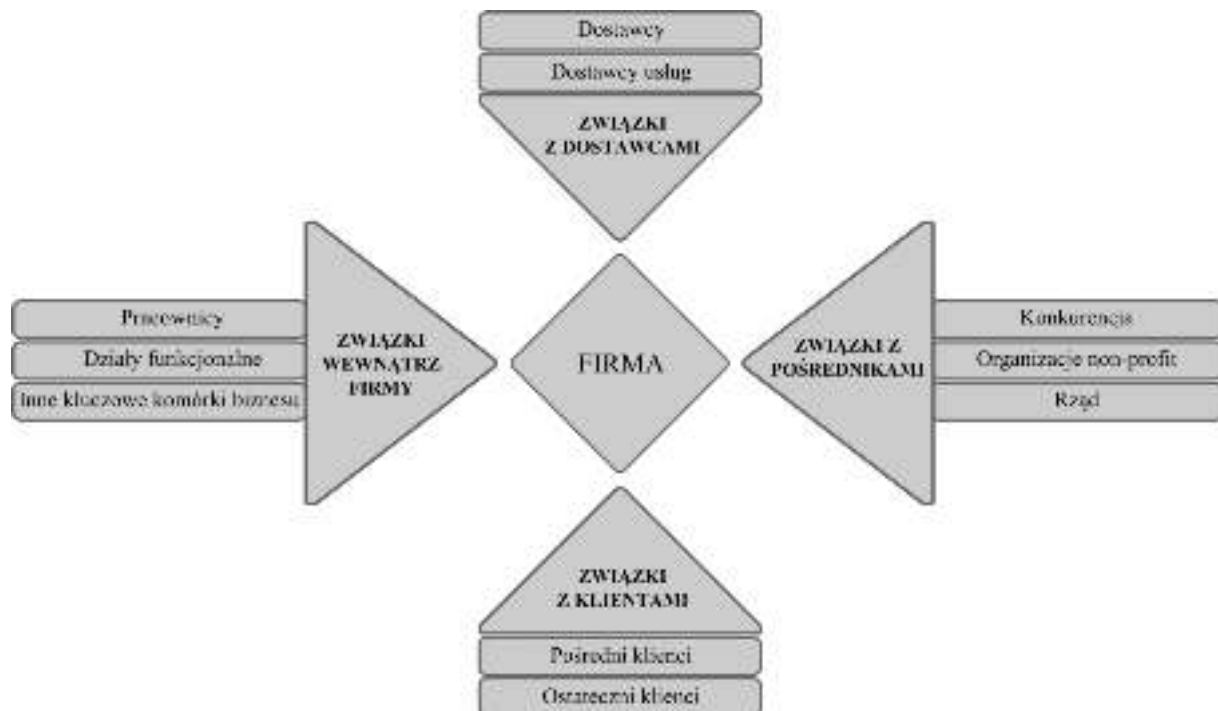 Dostawcy
Dostawcy usług
ZWIĄZKI
Z DOSTAWCAMI
Pracownicy
Działy funkcjonalne
Inne kluczowe komórki biznesu
ZWIĄZKI
WEWNĄTRZ
FIRMY
FIRMA
ZWIĄZKI Z
POŚREDNIKAMI
Konkurencja
Organizacje non-profit
Rząd
ZWIĄZKI
Z KLIENTAMI
Pośredni klienci
Ostateczni klienci